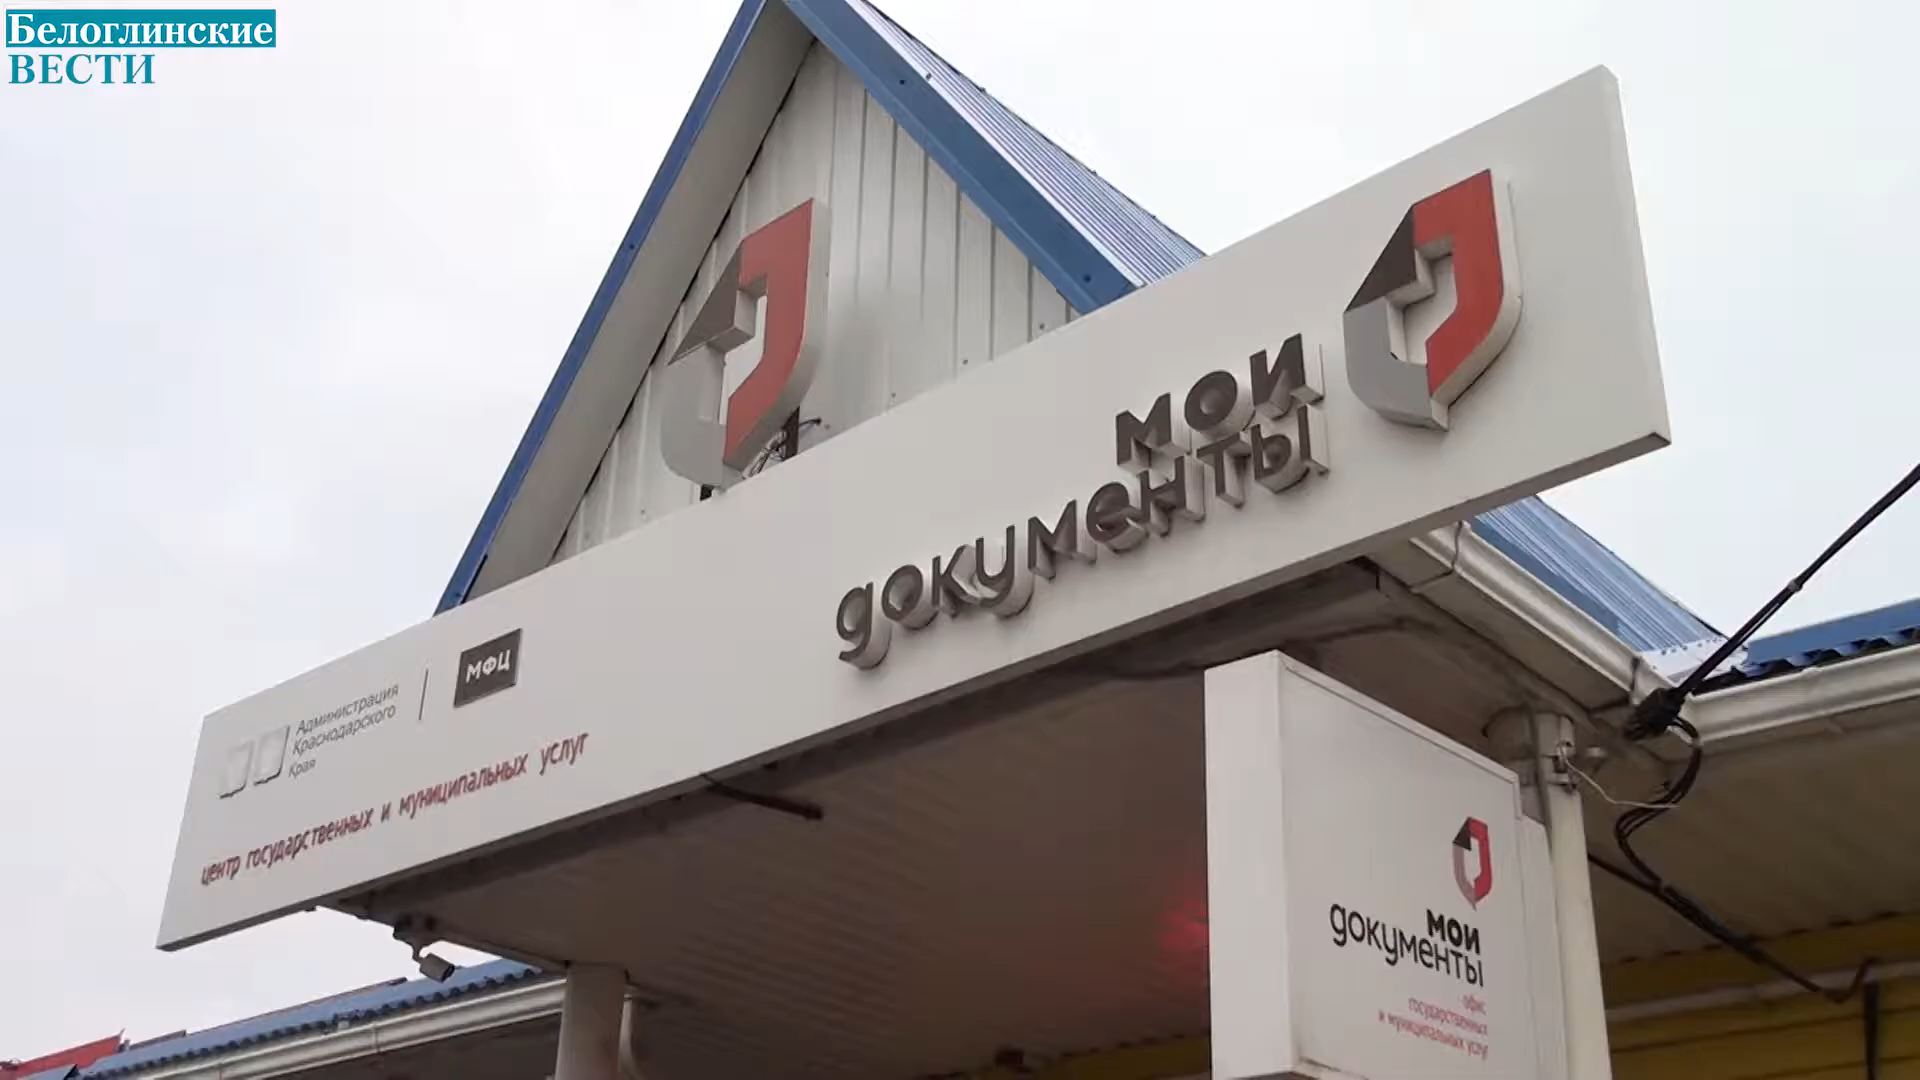 Белоглинские
ВЕСТИ
мои
документы
Администрация
Краснодарского
Края
МФЦ
центр государственных и муниципальных услуг
мои
документы
офис
государственных
и муниципальных услуг